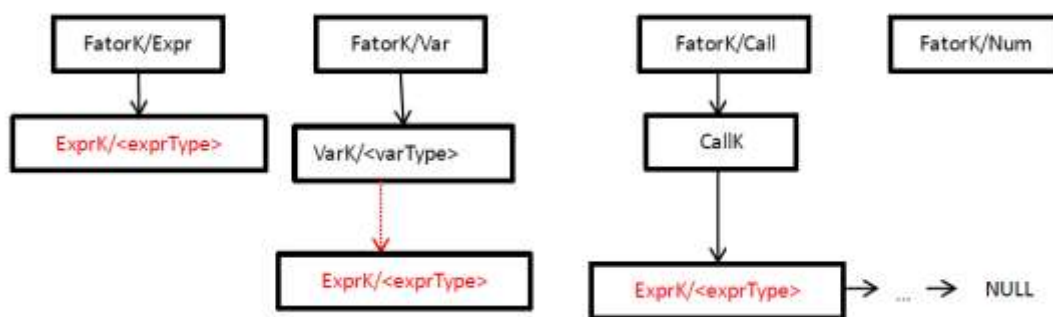 FatorK/Expr
FatorK/Var
FatorK/Call
FatorK/Num
ExprK/<exprType>
VarK/<varType>
CallK
ExprK/<exprType>
ExprK/<exprType>
...
NULL